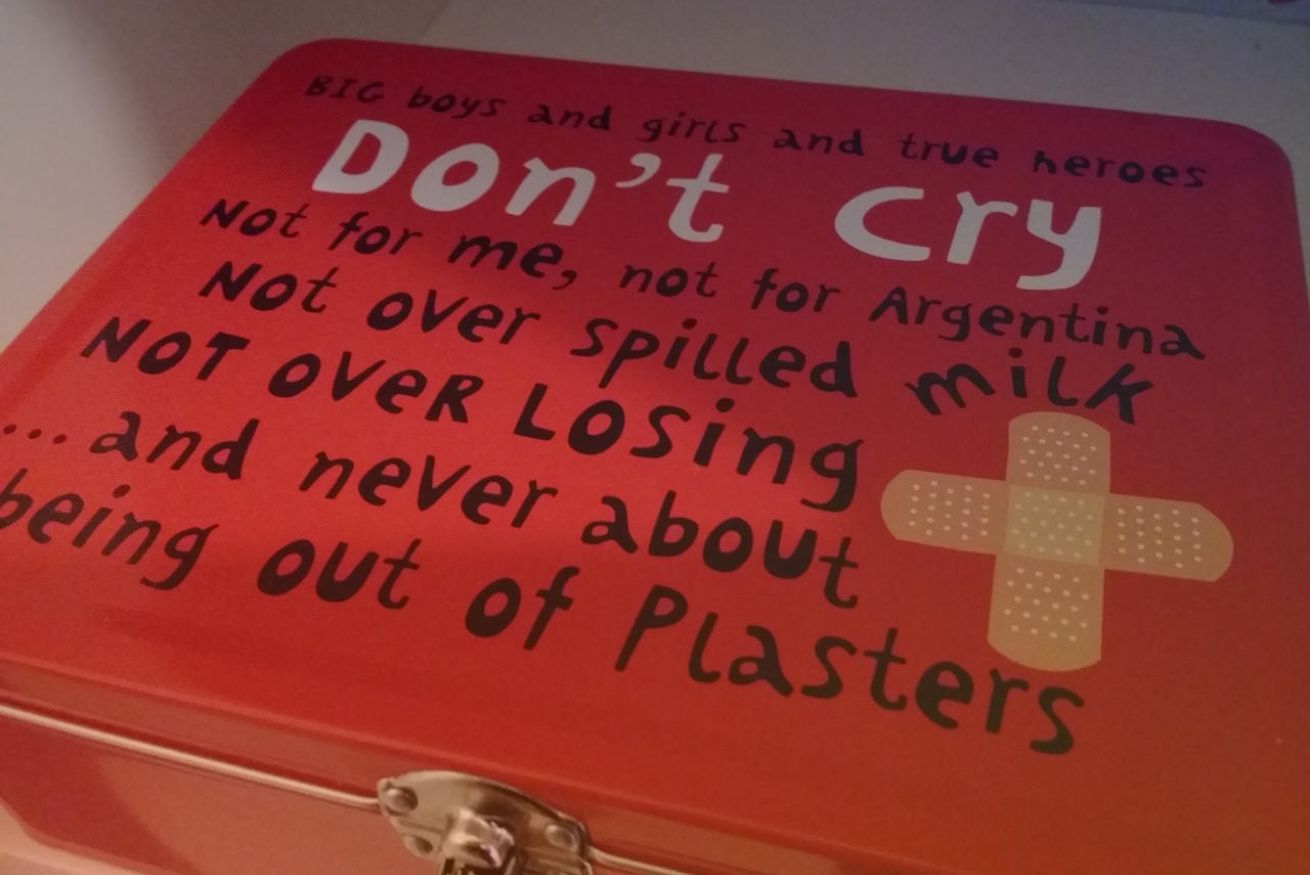 BIG boys and girls and true heroes
Don't Cry
Not for me, not for Argentina
Not over spilled milk
NOT OVER LOSing
...and never about
being out of Plasters